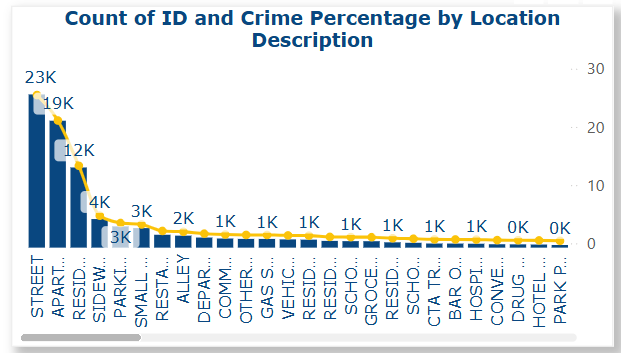 Count of ID and Crime Percentage by Location
Description
30
20
10
0
23K
19K
12K
4K
3K
3K
2K
1K
1K
1K
1K
1K
1K
1K
0K
0K
STREET
APART...
RESID...
SIDEW...
PARKI...
SMALL ...
RESTA...
ALLEY
DEPAR...
COMM...
OTHER...
GAS S...
VEHIC...
RESID...
RESID...
SCHO...
GROCE...
RESID...
SCHO...
CTA TR...
BAR O...
HOSPI...
CONVE...
DRUG ...
HOTEL ...
PARK P...